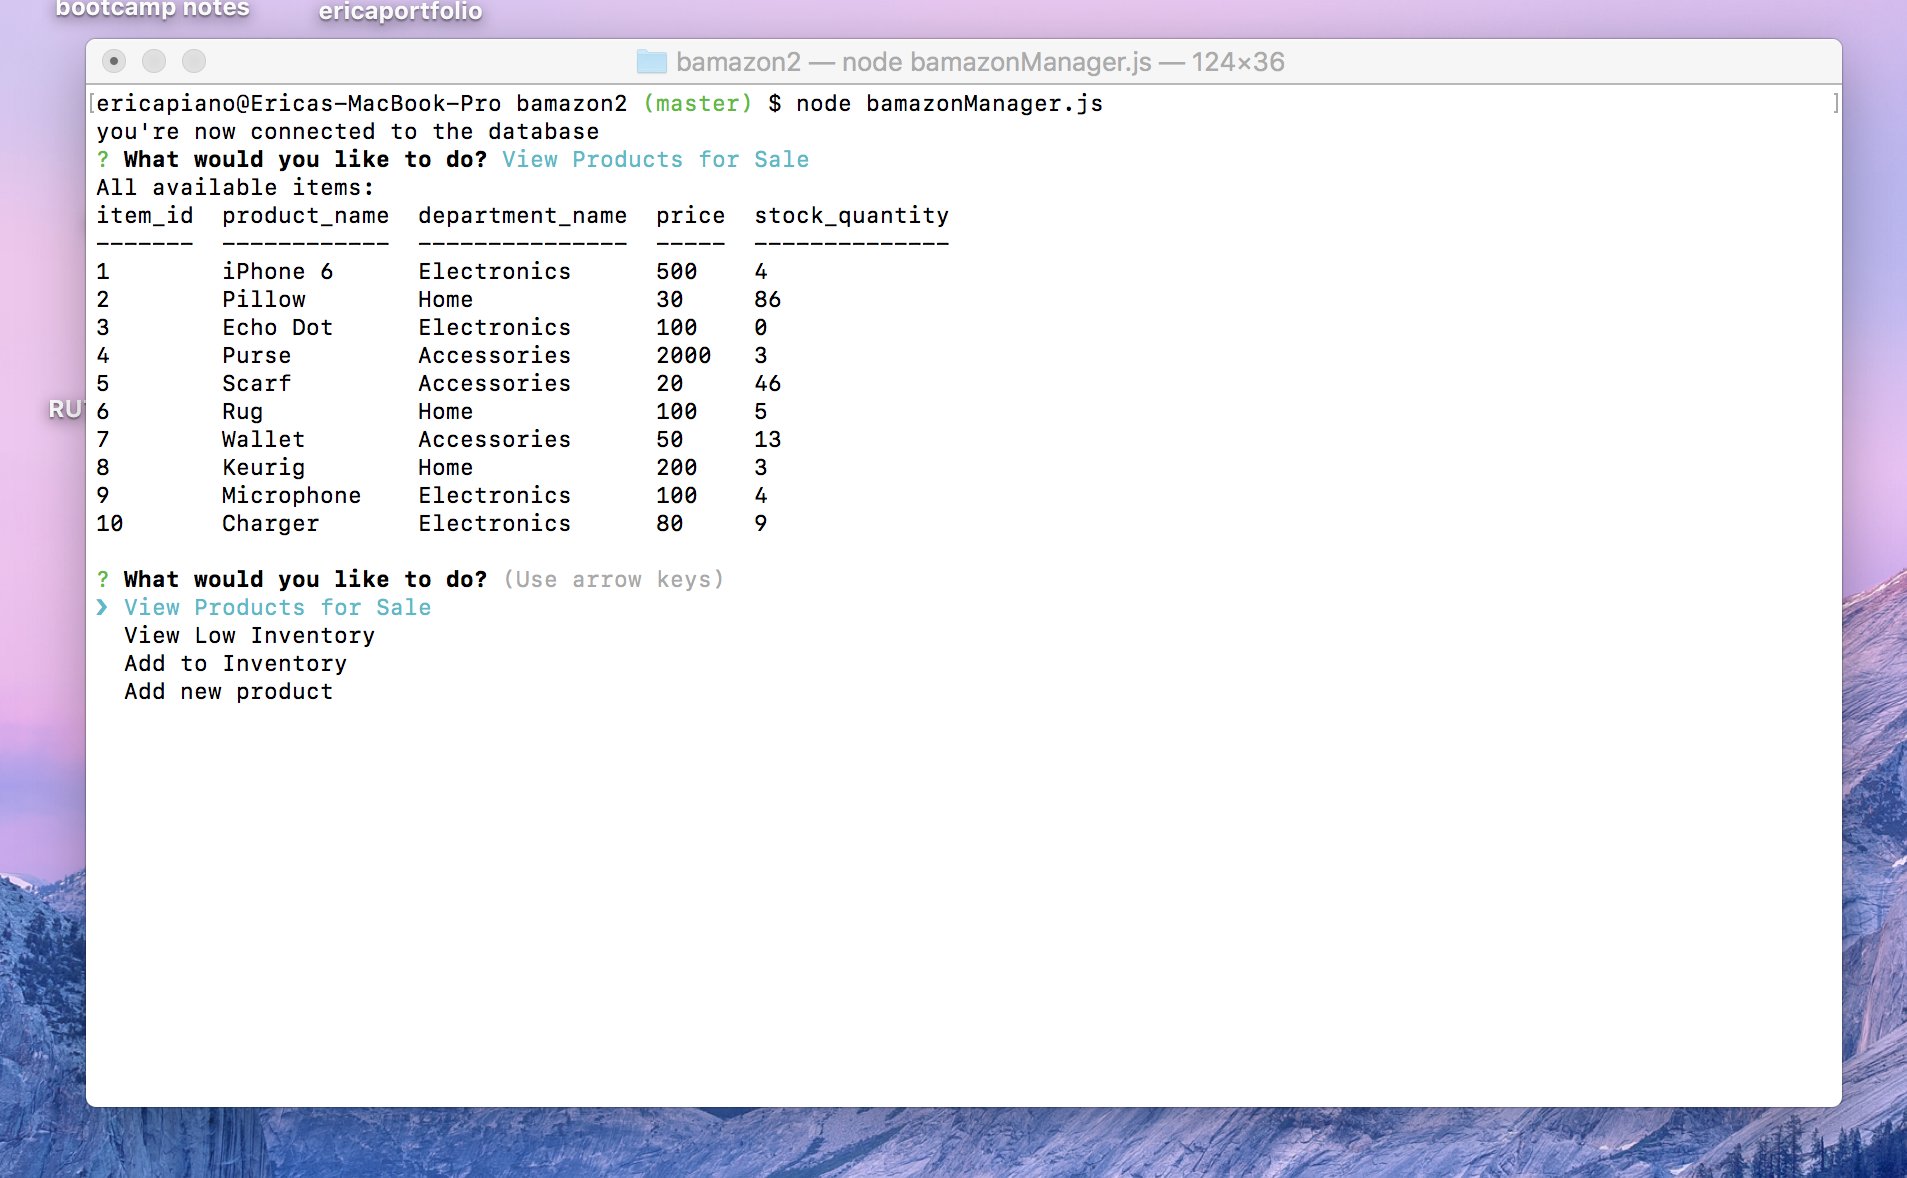 bootcamp notes ericaportfolio
bamazon2 — node bamazonManager.js — 124×36
[ericapiano@Ericas-MacBook-Pro bamazon2 (master) $ node bamazonManager.js ]
you're now connected to the database
? What would you like to do? View Products for Sale
All available items:
item_id  product_name  department_name  price  stock_quantity
-------  ------------  ---------------  -----  --------------
1        iPhone 6      Electronics      500    4
2        Pillow        Home             30     86
3        Echo Dot      Electronics      100    0
4        Purse         Accessories      2000   3
5        Scarf         Accessories      20     46
6        Rug           Home             100    5
7        Wallet        Accessories      50     13
8        Keurig        Home             200    3
9        Microphone    Electronics      100    4
10       Charger       Electronics      80     9
? What would you like to do? (Use arrow keys)
❯ View Products for Sale
  View Low Inventory
  Add to Inventory
  Add new product